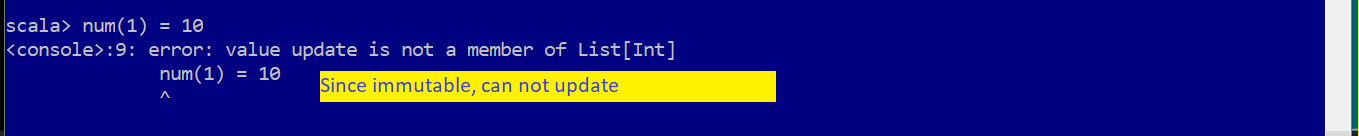 scala> num(1) = 10
<console>:9: error: value update is not a member of List[Int]
num(1) = 10
Since immutable, can not update
^